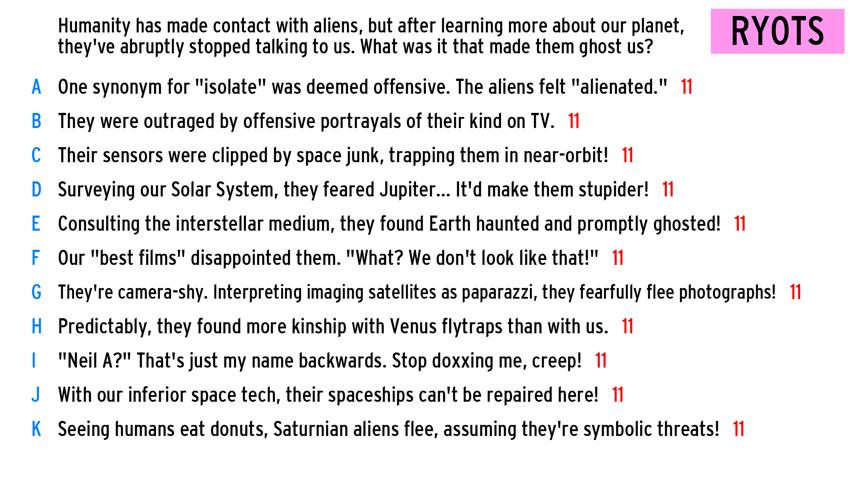 Humanity has made contact with aliens, but after learning more about our planet,
they've abruptly stopped talking to us. What was it that made them ghost us?
RYOTS
A One synonym for "isolate" was deemed offensive. The aliens felt "alienated." 11
B They were outraged by offensive portrayals of their kind on TV. 11
C Their sensors were clipped by space junk, trapping them in near-orbit! 11
D Surveying our Solar System, they feared Jupiter... It'd make them stupider! 11
E Consulting the interstellar medium, they found Earth haunted and promptly ghosted! 11
F Our "best films" disappointed them. "What? We don't look like that!" 11
G They're camera-shy. Interpreting imaging satellites as paparazzi, they fearfully flee photographs! 11
H Predictably, they found more kinship with Venus flytraps than with us. 11
I "Neil A?" That's just my name backwards. Stop doxxing me, creep! 11
J With our inferior space tech, their spaceships can't be repaired here! 11
K Seeing humans eat donuts, Saturnian aliens flee, assuming they're symbolic threats! 11